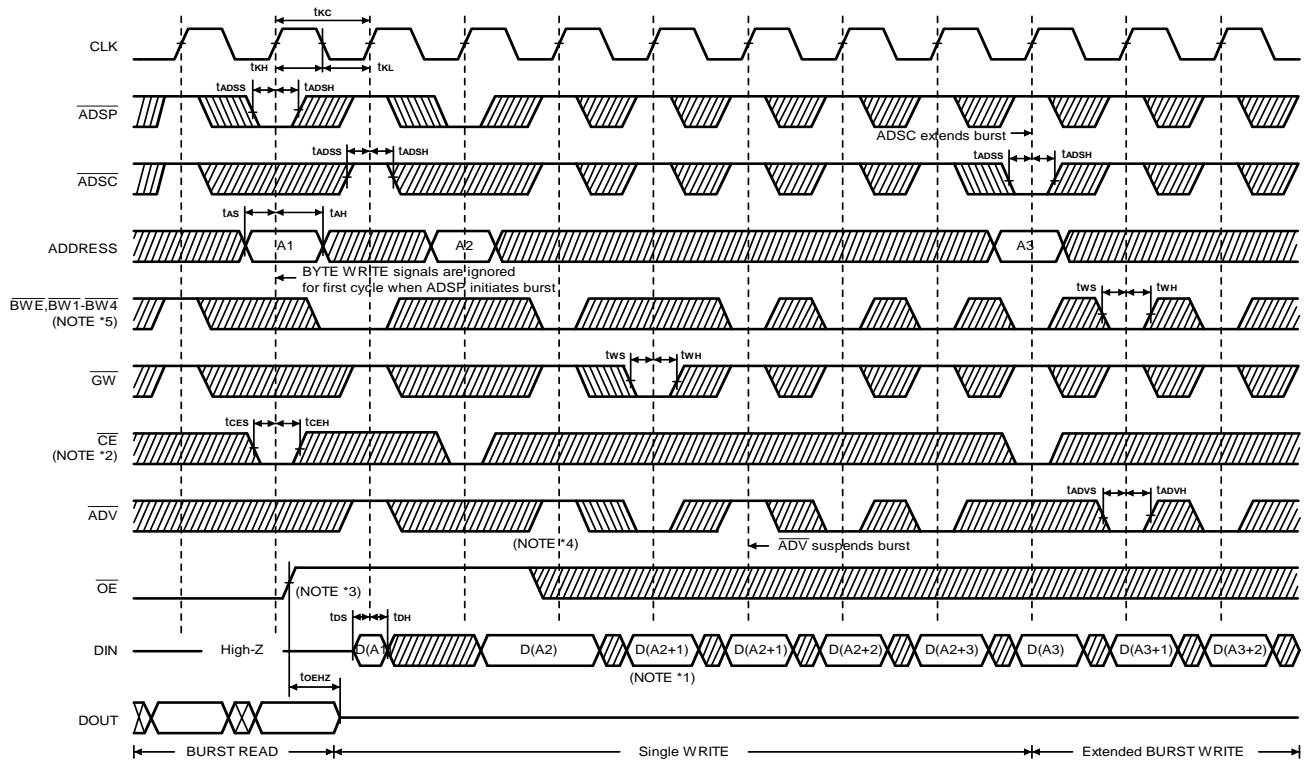 tKC
CLK
tKH tKL
tADSS tADSH
ADSP
ADSC extends burst
tADSS tADSH tADSS tADSH
ADSC
tAS tAH
ADDRESS A1 A2 A3
BYTE WRITE signals are ignored
for first cycle when ADSP initiates burst
BWE,BW1-BW4
(NOTE *5)
tWS tWH
tWS tWH
GW
tCES tCEH
CE
(NOTE *2)
tADVS tADVH
ADV
(NOTE *4) ADV suspends burst
OE (NOTE *3)
tDS tDH
DIN High-Z D(A1 D(A2) D(A2+1) D(A2+1) D(A2+2) D(A2+3) D(A3) D(A3+1) D(A3+2)
(NOTE *1)
tOEHZ
DOUT
BURST READ Single WRITE Extended BURST WRITE